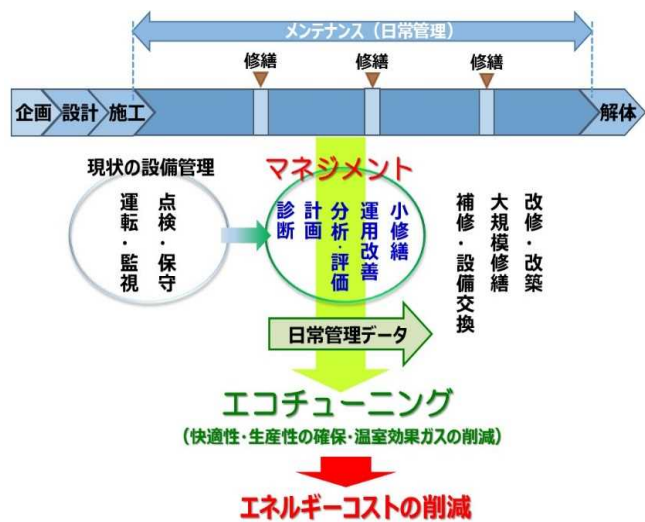 メンテナンス（日常管理）
修繕
修繕
修繕
企画
設計
施工
解体
現状の設備管理
点検・保守
運転・監視
マネジメント
小修繕
運用改善
分析・評価
計画
診断
改修・改築
大規模修繕
補修・設備交換
日常管理データ
エコチューニング
（快適性・生産性の確保・温室効果ガスの削減）
エネルギーコストの削減